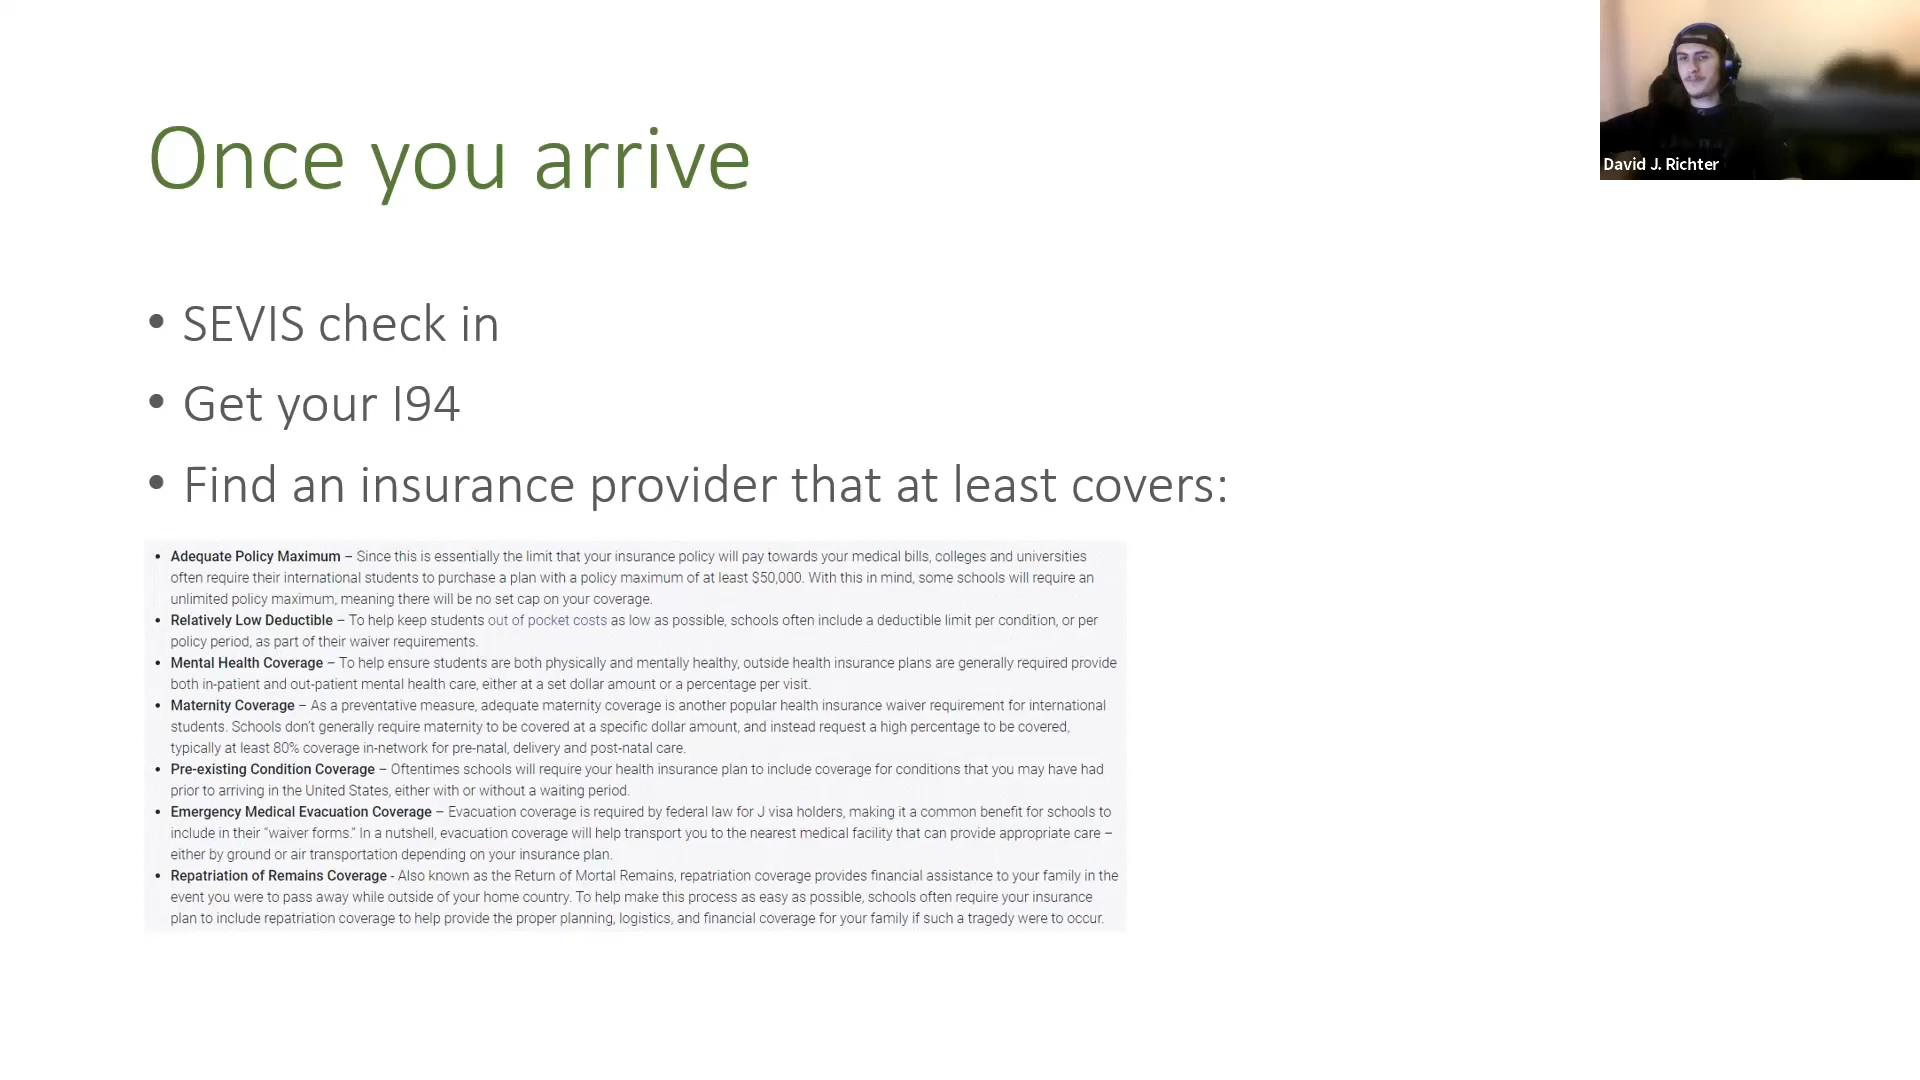 Once you arrive
David J. Richter
• SEVIS check in
• Get your I94
• Find an insurance provider that at least covers:
• Adequate Policy Maximum – Since this is essentially the limit that your insurance policy will pay towards your medical bills, colleges and universities
often require their international students to purchase a plan with a policy maximum of at least $50,000. With this in mind, some schools will require an
unlimited policy maximum, meaning there will be no set cap on your coverage.
• Relatively Low Deductible – To help keep students out of pocket costs as low as possible, schools often include a deductible limit per condition, or per
policy period, as part of their waiver requirements.
• Mental Health Coverage – To help ensure students are both physically and mentally healthy, outside health insurance plans are generally required provide
both in-patient and out-patient mental health care, either at a set dollar amount or a percentage per visit.
• Maternity Coverage – As a preventative measure, adequate maternity coverage is another popular health insurance waiver requirement for international
students. Schools don't generally require maternity to be covered at a specific dollar amount, and instead request a high percentage to be covered,
typically at least 80% coverage in-network for pre-natal, delivery and post-natal care.
• Pre-existing Condition Coverage – Oftentimes schools will require your health insurance plan to include coverage for conditions that you may have had
prior to arriving in the United States, either with or without a waiting period.
• Emergency Medical Evacuation Coverage – Evacuation coverage is required by federal law for J visa holders, making it a common benefit for schools to
include in their “waiver forms.” In a nutshell, evacuation coverage will help transport you to the nearest medical facility that can provide appropriate care –
either by ground or air transportation depending on your insurance plan.
• Repatriation of Remains Coverage - Also known as the Return of Mortal Remains, repatriation coverage provides financial assistance to your family in the
event you were to pass away while outside of your home country. To help make this process as easy as possible, schools often require your insurance
plan to include repatriation coverage to help provide the proper planning, logistics, and financial coverage for your family if such a tragedy were to occur.